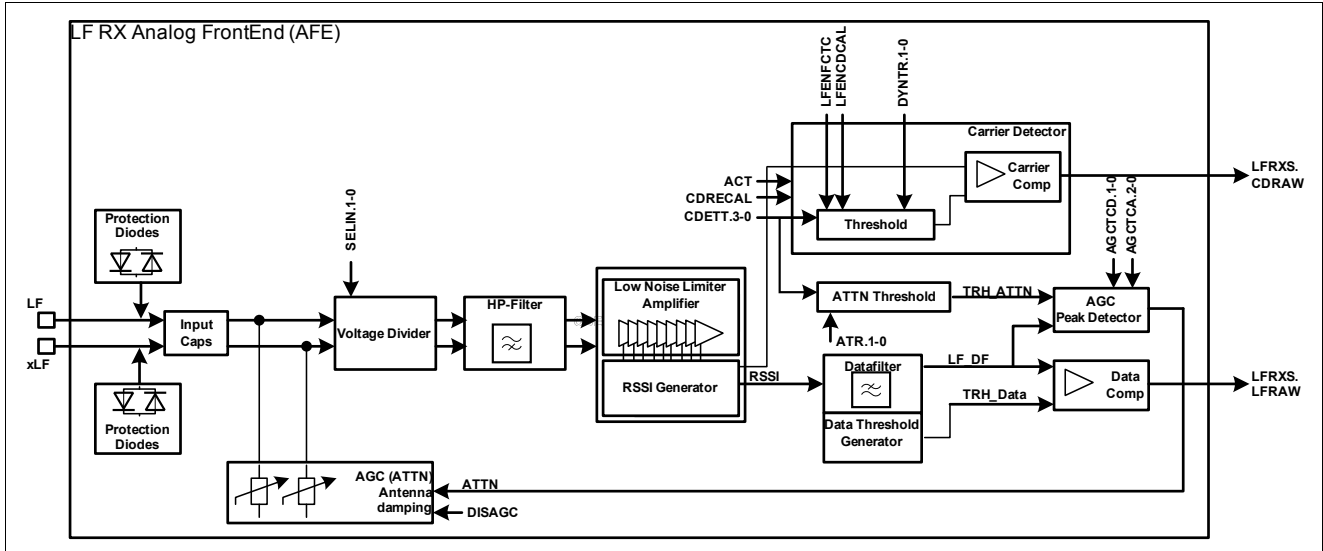 LF RX Analog FrontEnd (AFE)
LFENFCTC
LFENCDCAL
DYNTR.1-0
Carrier Detector
Carrier
Comp
LFRXS.
CDRAW
ACT
CDRECAL
CDETT.3-0
Threshold
AGCTCD.1-0
AGCTCA.2-0
Protection
Diodes
SELIN.1-0
LF
xLF
Input
Caps
Voltage Divider
HP-Filter
Low Noise Limiter
Amplifier
RSSI Generator
RSSI
ATTN Threshold
TRH_ATTN
AGC
Peak Detector
ATR.1-0
Datafilter
LF_DF
Data Threshold
Generator
TRH_Data
Data
Comp
LFRXS.
LFRAW
Protection
Diodes
AGC (ATTN)
Antenna
damping
ATTN
DISAGC